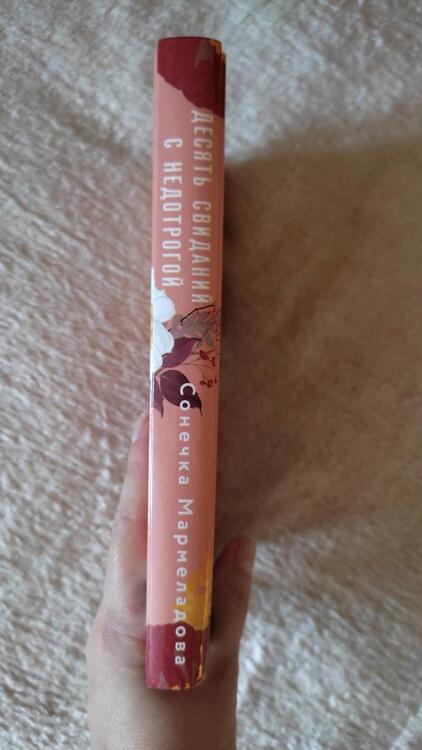 ДЕСЯТЬ СВИДАНИЙ
С НЕДОТРОГОЙ
Сонечка Мармеладова